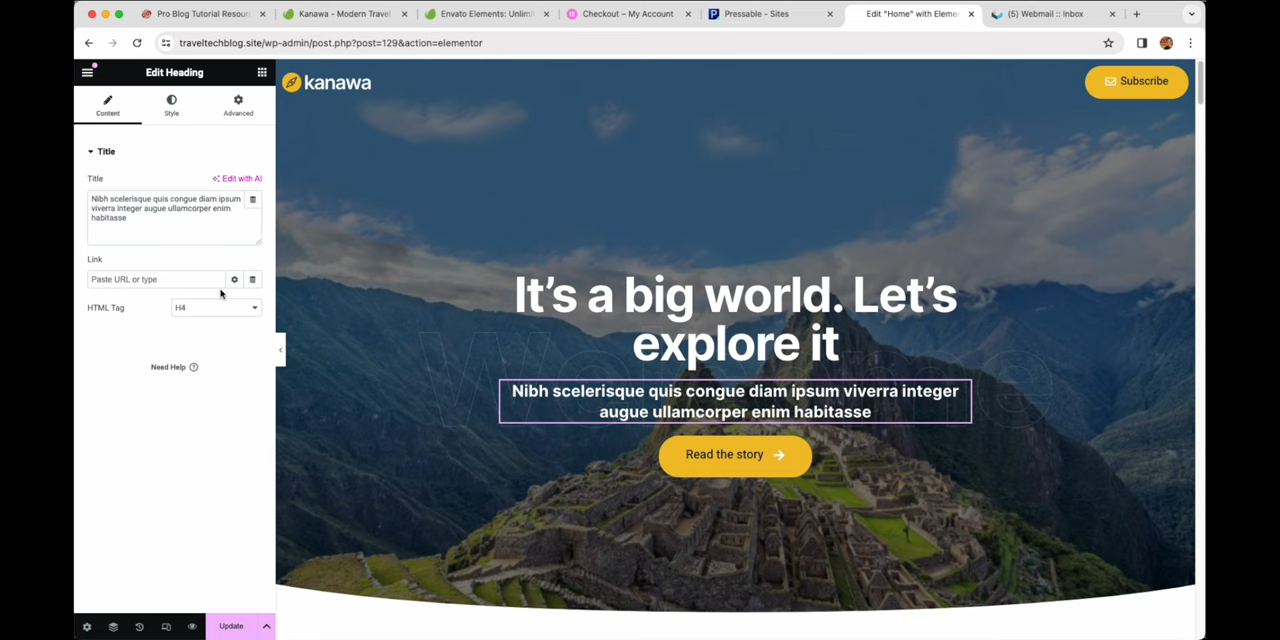 Pro Blog Tutorial Resour
Kanawa - Modern Travel
Envato Elements: Unlimi
Checkout – My Account
Pressable - Sites
Edit "Home" with Eleme
(5) Webmail :: Inbox
traveltechblog.site/wp-admin/post.php?post=129&action=elementor
Edit Heading
kanawa
Subscribe
Content
Style
Advanced
Title
Title
Edit with AI
Nibh scelerisque quis congue diam ipsum
viverra integer augue ullamcorper enim
habitasse
Link
Paste URL or type
HTML Tag
H4
Need Help
It's a big world. Let's
explore it
Welcome
Nibh scelerisque quis congue diam ipsum viverra integer
augue ullamcorper enim habitasse
Read the story
Update